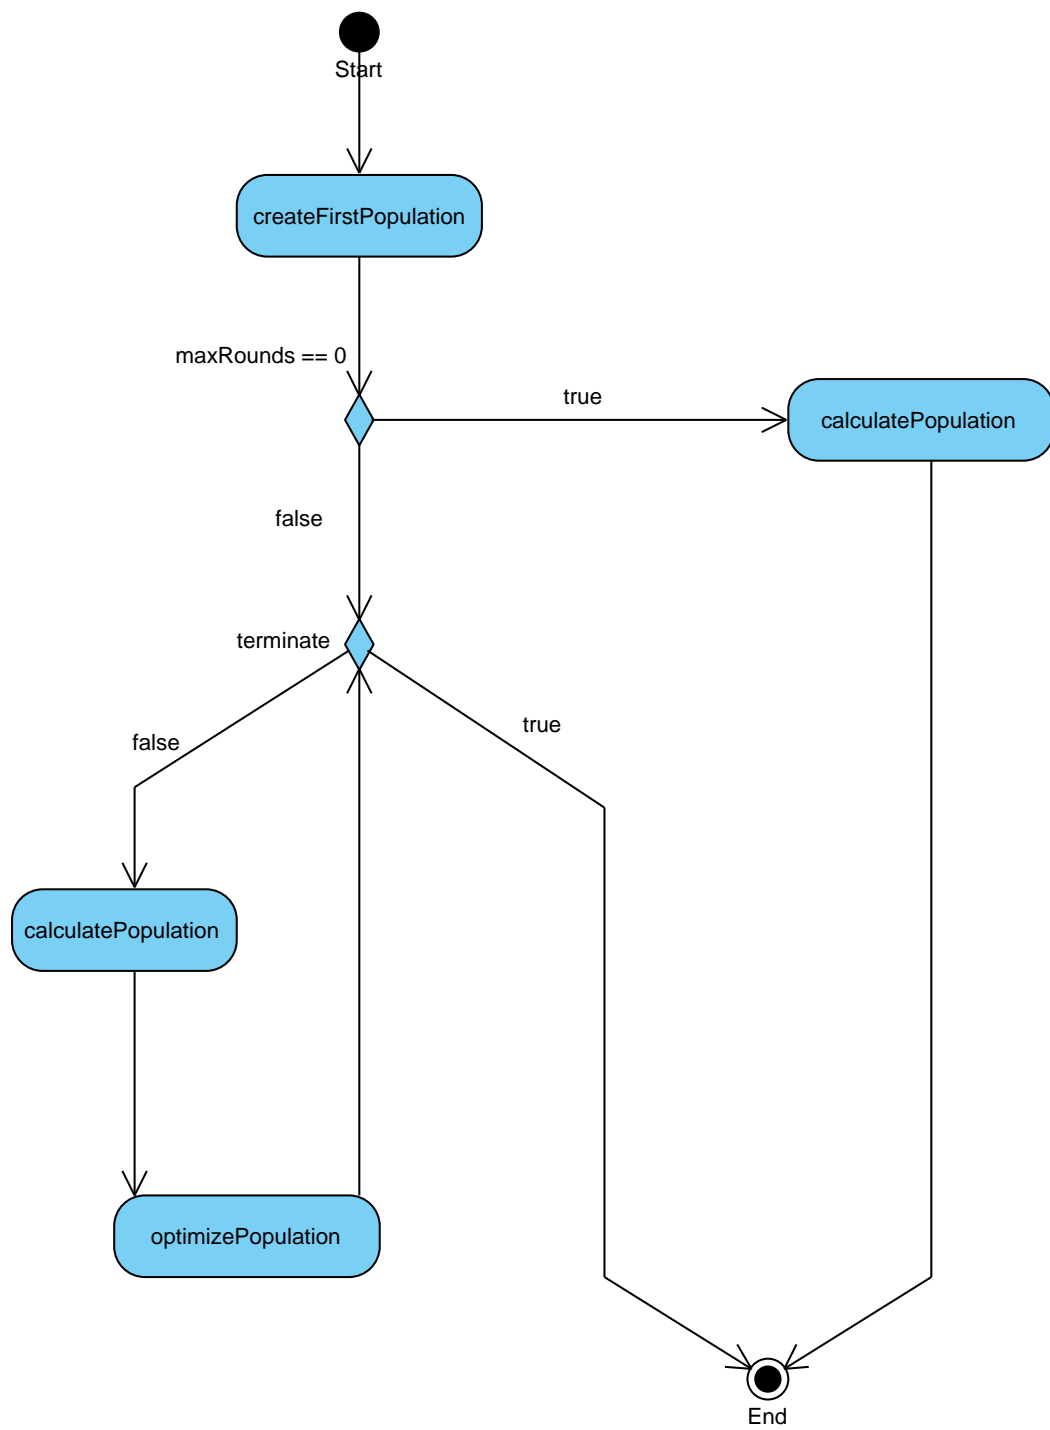 Start
createFirstPopulation
maxRounds == 0
true
calculatePopulation
false
terminate
true
false
calculatePopulation
optimizePopulation
End